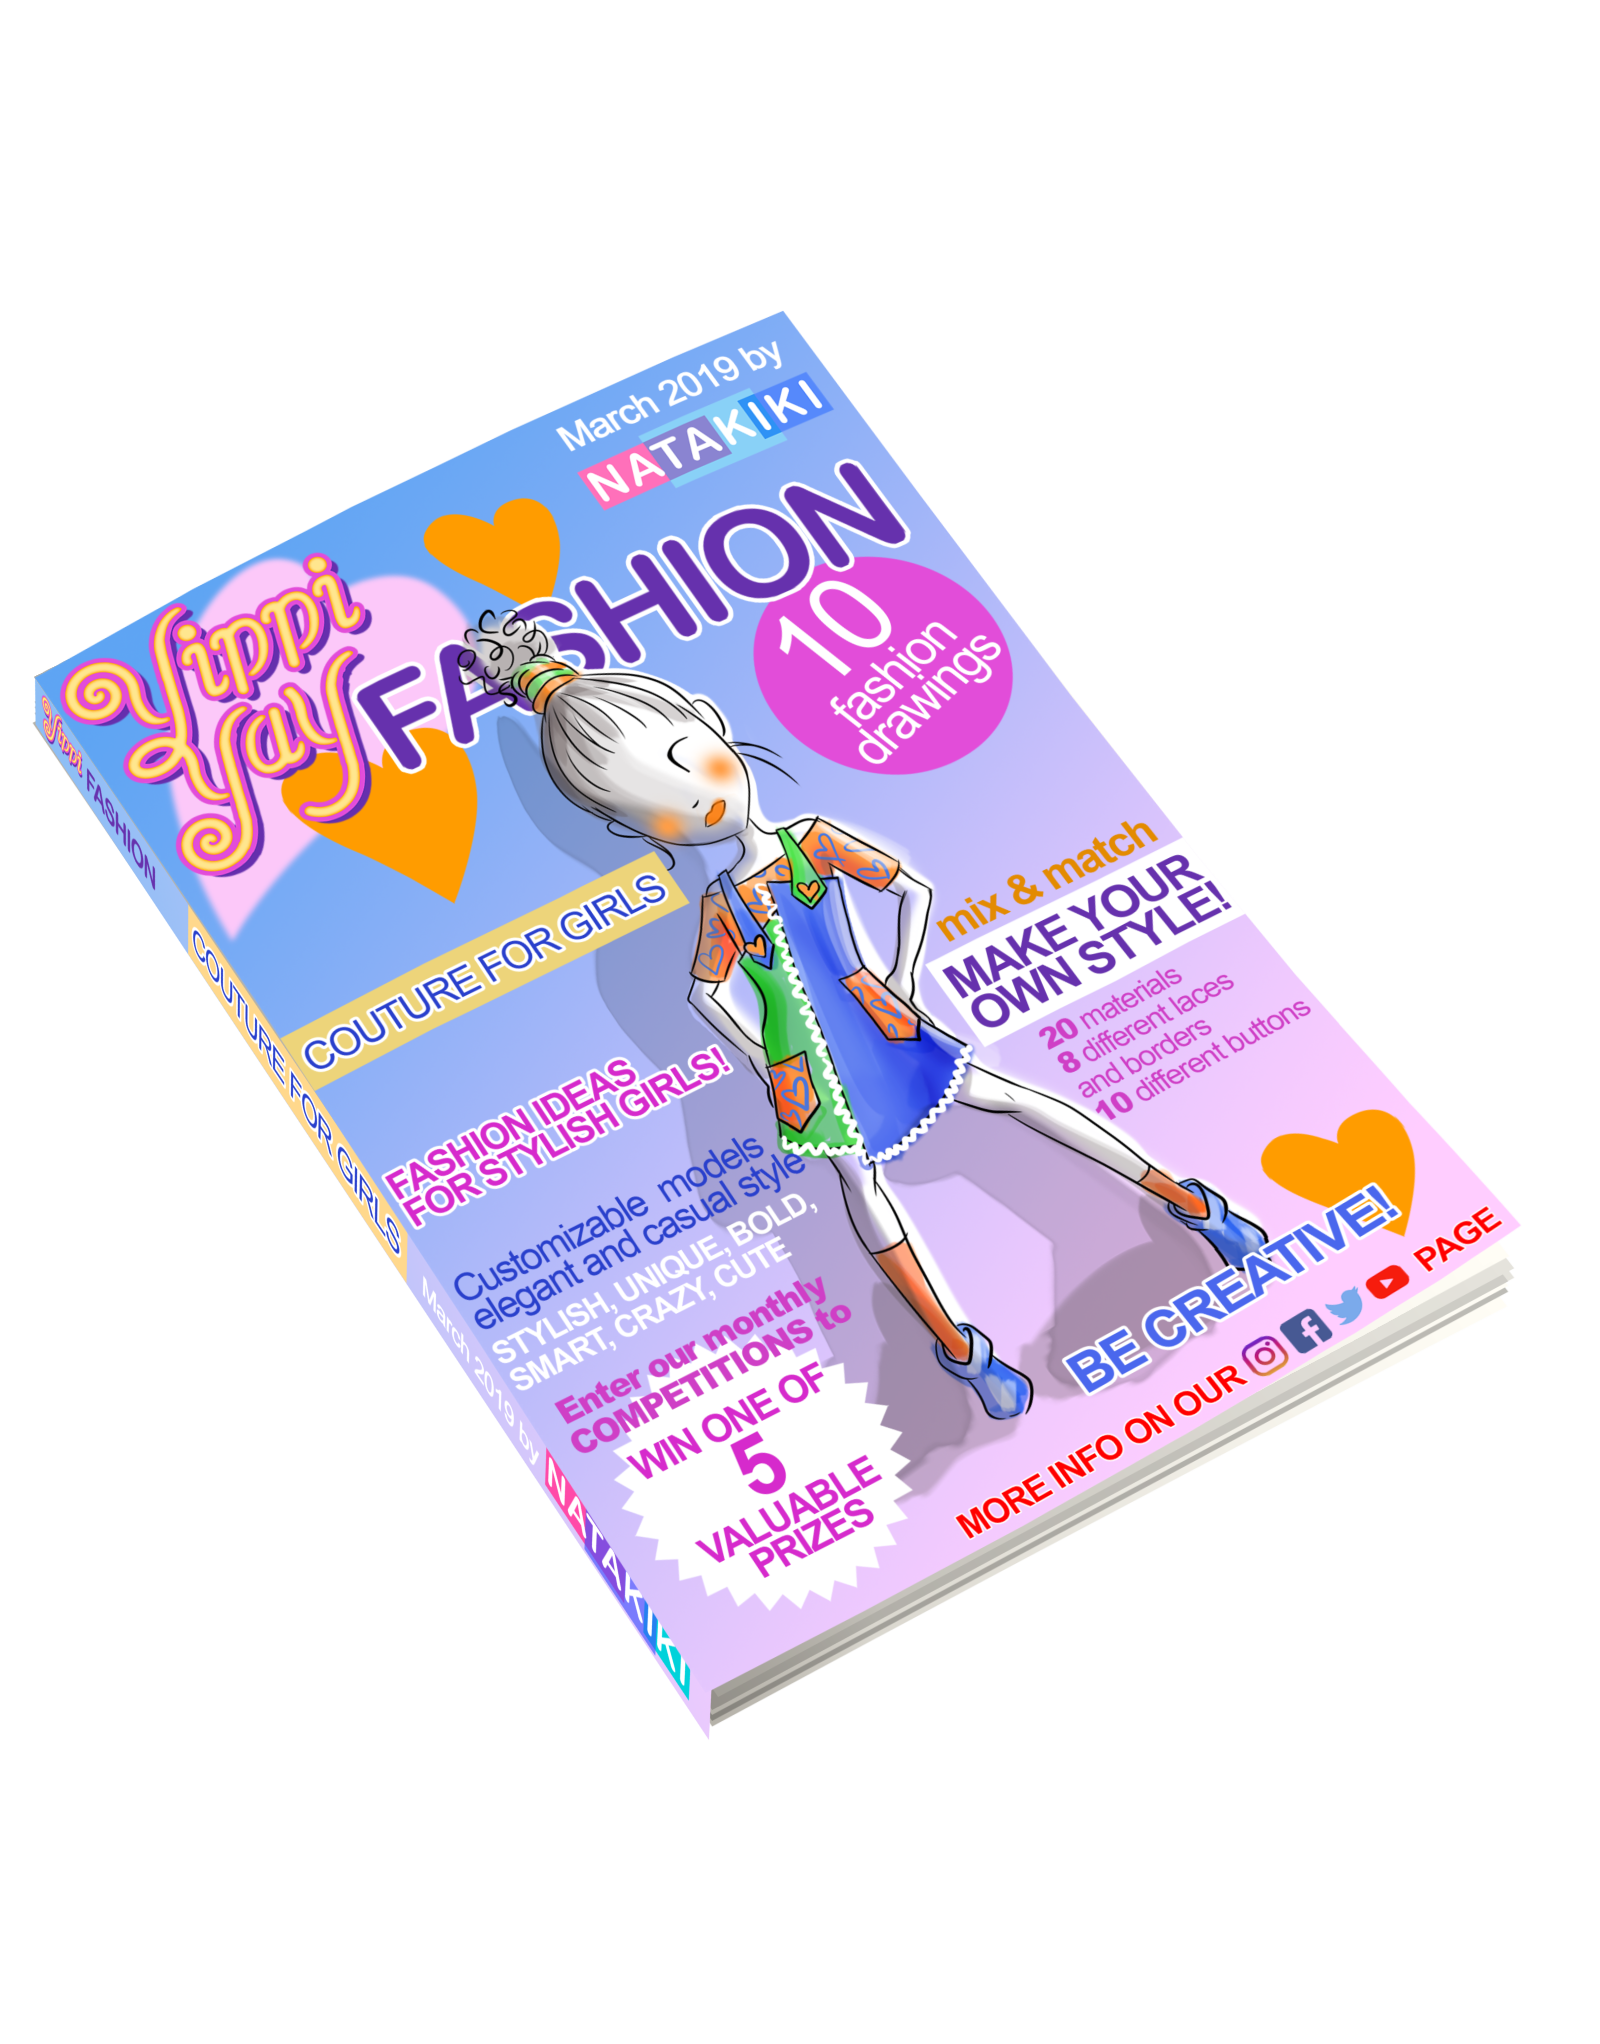 March 2019 by
NATAKIKI
Yippi
Yay
FASHION
10
fashion
drawings
COUTURE FOR GIRLS
mix & match
MAKE YOUR
OWN STYLE!
20 materials
8 different laces
and borders
10 different buttons
FASHION IDEAS
FOR STYLISH GIRLS!
Customizable models
elegant and casual style
STYLISH, UNIQUE, BOLD,
SMART, CRAZY, CUTE
Enter our monthly
COMPETITIONS to
WIN ONE OF
5
VALUABLE
PRIZES
BE CREATIVE!
MORE INFO ON OUR PAGE
Yippi FASHION COUTURE FOR GIRLS March 2019 by NATAKIKI